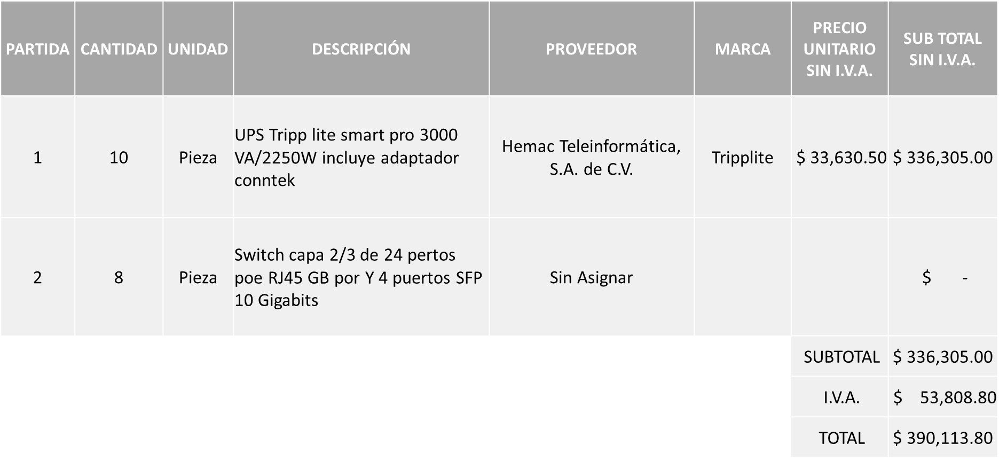 PARTIDA CANTIDAD UNIDAD DESCRIPCIÓN PROVEEDOR MARCA PRECIO UNITARIO SIN I.V.A. SUB TOTAL SIN I.V.A.
1 10 Pieza UPS Tripp lite smart pro 3000
VA/2250W incluye adaptador
conntek
Hemac Teleinformática,
S.A. de C.V.
Tripplite $ 33,630.50 $ 336,305.00
2 8 Pieza Switch capa 2/3 de 24 pertos
poe RJ45 GB por Y 4 puertos SFP
10 Gigabits
Sin Asignar $ -
SUBTOTAL $ 336,305.00
I.V.A. $ 53,808.80
TOTAL $ 390,113.80